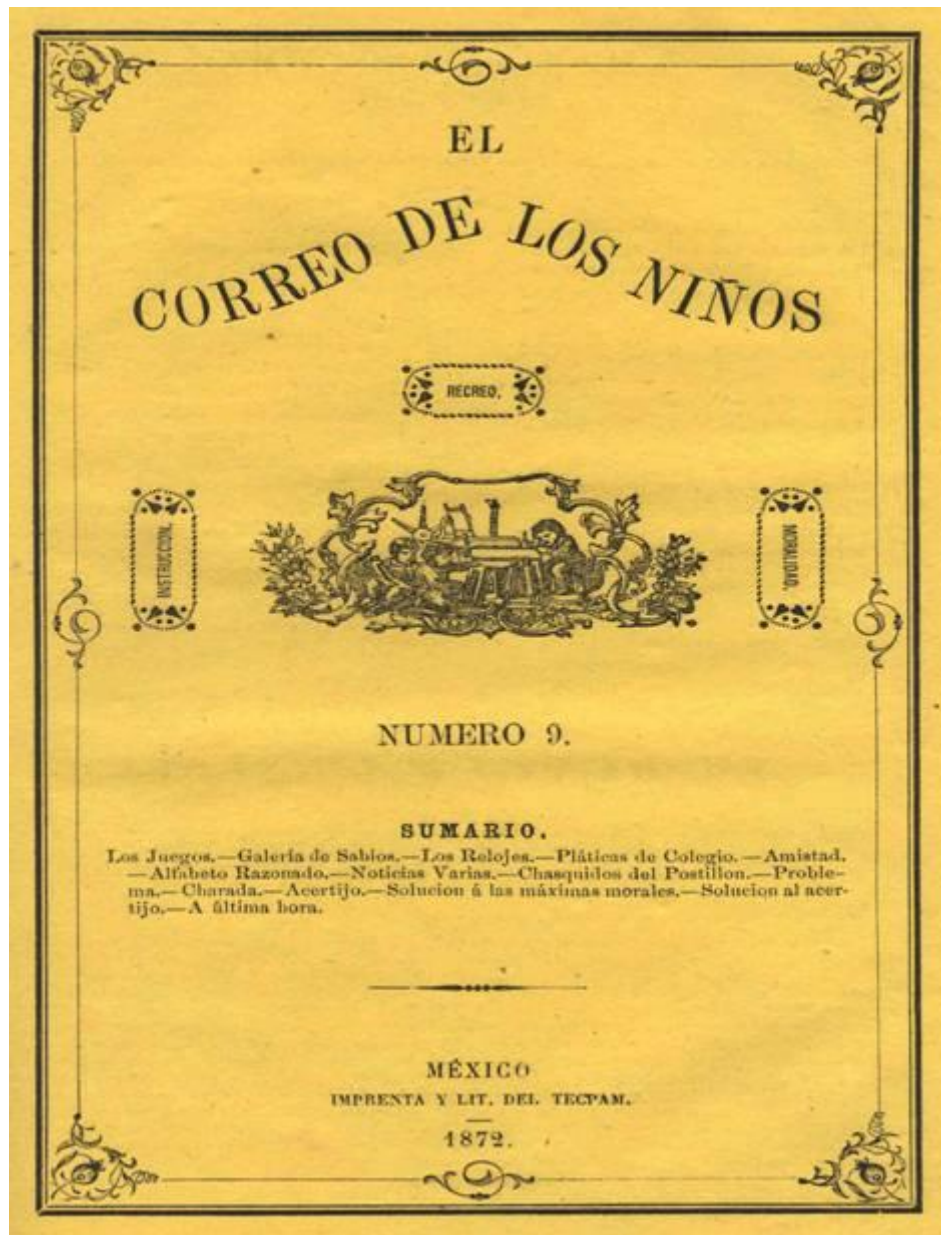 EL
CORREO DE LOS NIÑOS
RECREO.
INSTRUCCION.
MORALIDAD.
NUMERO 9.
SUMARIO.
Los Juegos.—Galería de Sabios.—Los Relojes.—Pláticas de Colegio.—Amistad.
—Alfabeto Razonado.—Noticias Varias.—Chasquidos del Postillon.—Proble-
ma.—Charada.—Acertijo.—Solucion á las máximas morales.—Solucion al acer-
tijo.—A última hora.
MÉXICO
IMPRENTA Y LIT. DEL TECPAM.
1872.